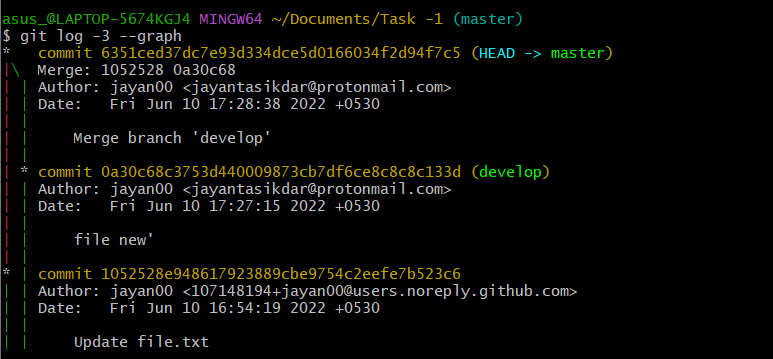 asus_@LAPTOP-5674KGJ4 MINGW64 ~/Documents/Task -1 (master)
$ git log -3 --graph
*   commit 6351ced37dc7e93d334dce5d0166034f2d94f7c5 (HEAD -> master)
|\  Merge: 1052528 0a30c68
| | Author: jayan00 <jayantasikdar@protonmail.com>
| | Date:   Fri Jun 10 17:28:38 2022 +0530
| |
| |     Merge branch 'develop'
| |
| * commit 0a30c68c3753d440009873cb7df6ce8c8c8c133d (develop)
| | Author: jayan00 <jayantasikdar@protonmail.com>
| | Date:   Fri Jun 10 17:27:15 2022 +0530
| |
| |     file new'
| |
* | commit 1052528e948617923889cbe9754c2eefe7b523c6
| | Author: jayan00 <107148194+jayan00@users.noreply.github.com>
| | Date:   Fri Jun 10 16:54:19 2022 +0530
| |
| |     Update file.txt